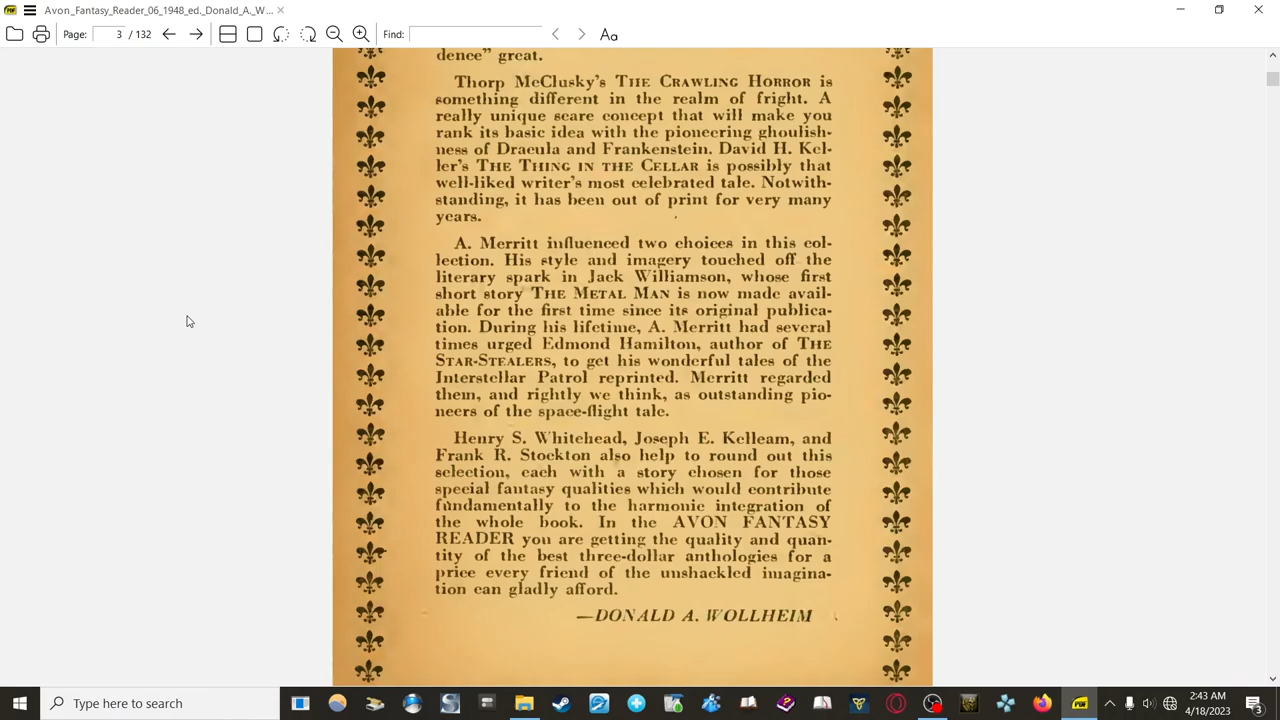 Avon_Fantasy_Reader_06_1948_ed._Donald_A._W...
Page: 3 / 132 Find: Aa
dence” great.
Thorp McClusky’s THE CRAWLING HORROR is
something different in the realm of fright. A
really unique scare concept that will make you
rank its basic idea with the pioneering ghoulish-
ness of Dracula and Frankenstein. David H. Kel-
ler’s THE THING IN THE CELLAR is possibly that
well-liked writer’s most celebrated tale. Notwith-
standing, it has been out of print for very many
years.
A. Merritt influenced two choices in this col-
lection. His style and imagery touched off the
literary spark in Jack Williamson, whose first
short story THE METAL MAN is now made avail-
able for the first time since its original publica-
tion. During his lifetime, A. Merritt had several
times urged Edmond Hamilton, author of THE
STAR-STEALERS, to get his wonderful tales of the
Interstellar Patrol reprinted. Merritt regarded
them, and rightly we think, as outstanding pio-
neers of the space-flight tale.
Henry S. Whitehead, Joseph E. Kelleam, and
Frank R. Stockton also help to round out this
selection, each with a story chosen for those
special fantasy qualities which would contribute
fundamentally to the harmonic integration of
the whole book. In the AVON FANTASY
READER you are getting the quality and quan-
tity of the best three-dollar anthologies for a
price every friend of the unshackled imagina-
tion can gladly afford.
—DONALD A. WOLLHEIM
Type here to search
2:43 AM
4/18/2023
3